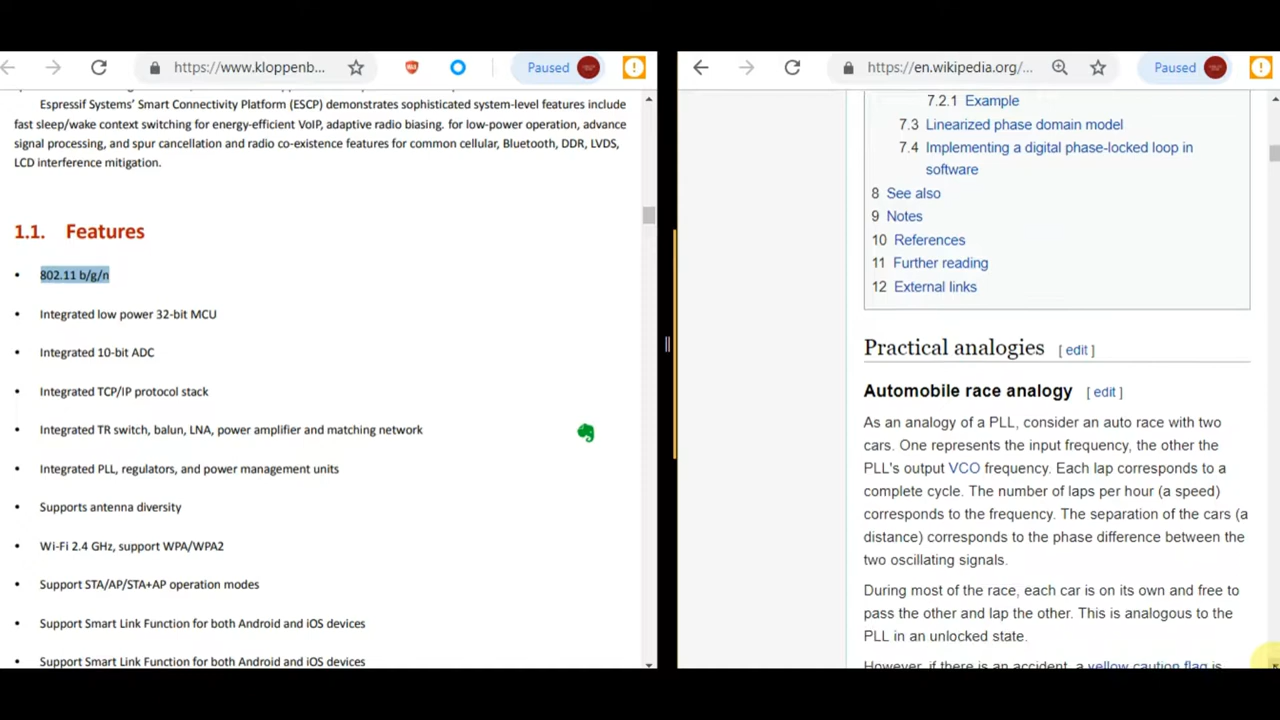 https://www.kloppenb...
Paused
Espressif Systems' Smart Connectivity Platform (ESCP) demonstrates sophisticated system-level features include
fast sleep/wake context switching for energy-efficient VoIP, adaptive radio biasing. for low-power operation, advance
signal processing, and spur cancellation and radio co-existence features for common cellular, Bluetooth, DDR, LVDS,
LCD interference mitigation.
1.1. Features
• 802.11 b/g/n
• Integrated low power 32-bit MCU
• Integrated 10-bit ADC
• Integrated TCP/IP protocol stack
• Integrated TR switch, balun, LNA, power amplifier and matching network
• Integrated PLL, regulators, and power management units
• Supports antenna diversity
• Wi-Fi 2.4 GHz, support WPA/WPA2
• Support STA/AP/STA+AP operation modes
• Support Smart Link Function for both Android and iOS devices
• Support Smart Link Function for both Android and iOS devices
https://en.wikipedia.org/...
Paused
7.2.1 Example
7.3 Linearized phase domain model
7.4 Implementing a digital phase-locked loop in
software
8 See also
9 Notes
10 References
11 Further reading
12 External links
Practical analogies [ edit ]
Automobile race analogy [ edit ]
As an analogy of a PLL, consider an auto race with two
cars. One represents the input frequency, the other the
PLL's output VCO frequency. Each lap corresponds to a
complete cycle. The number of laps per hour (a speed)
corresponds to the frequency. The separation of the cars (a
distance) corresponds to the phase difference between the
two oscillating signals.
During most of the race, each car is on its own and free to
pass the other and lap the other. This is analogous to the
PLL in an unlocked state.
However, if there is an accident, a yellow caution flag is